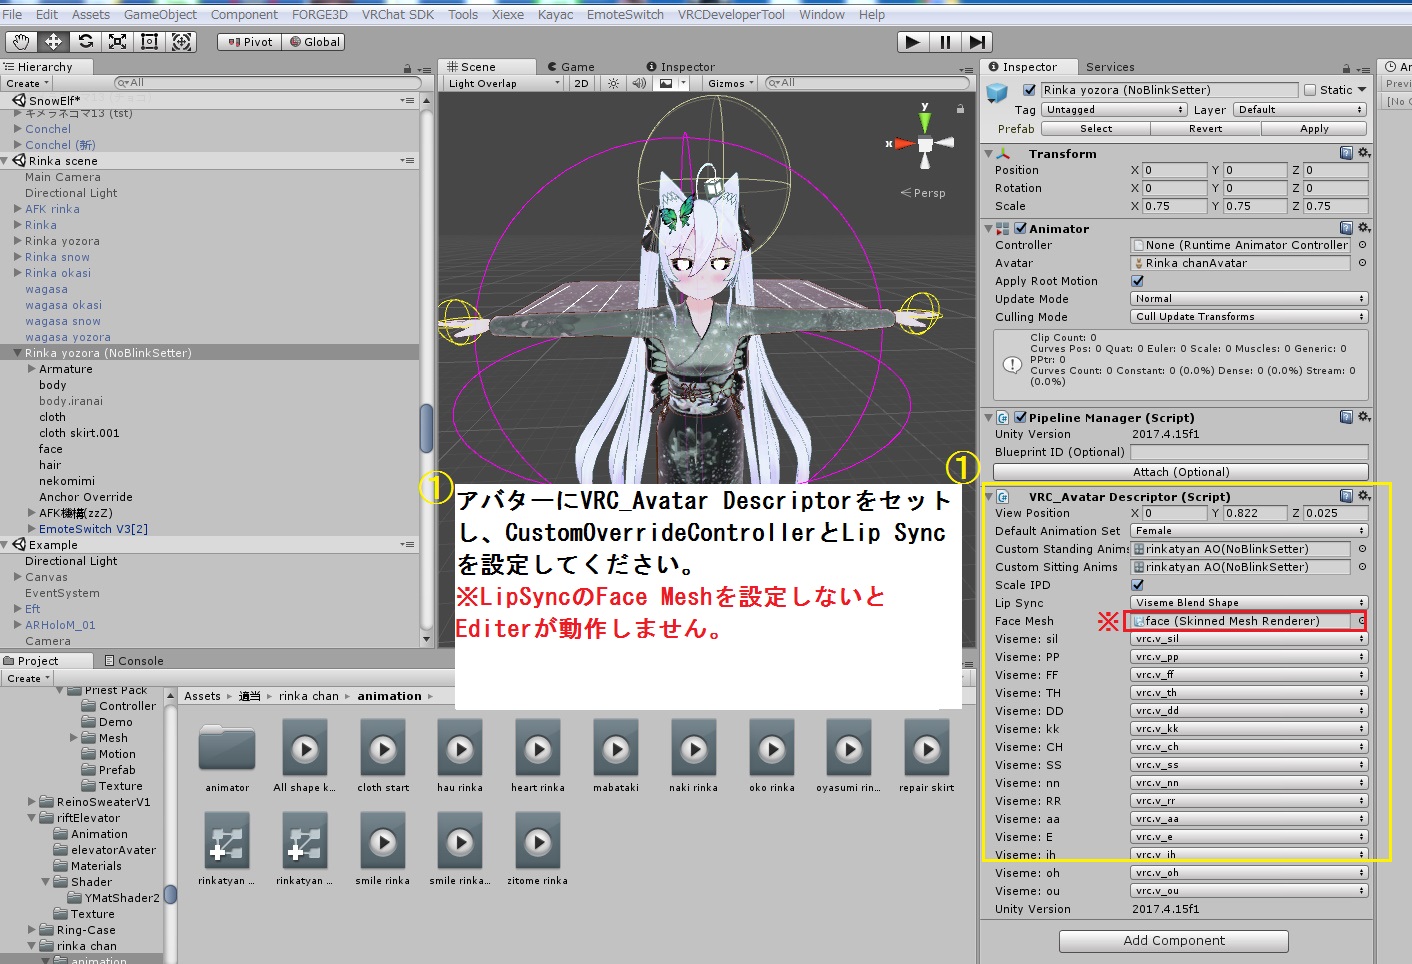 File Edit Assets GameObject Component FORGE3D VRChat SDK Tools Xiexe Kayac EmoteSwitch VRCDeveloperTool Window Help
Pivot Global
Hierarchy
Create All
SnowElf*
キメラネコマ13 (tst)
Conchel
Conchel (斬)
Rinka scene
Main Camera
Directional Light
AFK rinka
Rinka
Rinka yozora
Rinka snow
Rinka okasi
wagasa
wagasa okasi
wagasa snow
wagasa yozora
Rinka yozora (NoBlinkSetter)
Armature
body
body.iranai
cloth
cloth skirt.001
face
hair
nekomimi
Anchor Override
AFK機構(zzZ)
EmoteSwitch V3[2]
Example
Directional Light
Canvas
EventSystem
Eft
ARHoloM_01
Camera
Scene Game Inspector
Light Overlap 2D Gizmos All
y
x
Persp
①
アバターにVRC_Avatar Descriptorをセット
し、CustomOverrideControllerとLip Sync
を設定してください。
※LipSyncのFace Meshを設定しないと
Editerが動作しません。
Project Console
Create
Priest Pack
Controller
Demo
Mesh
Motion
Prefab
Texture
ReinoSweaterV1
riftElevator
Animation
elevatorAvater
Materials
Shader
YMatShader2
Texture
Ring-Case
rinka chan
animation
Assets 適当 rinka chan animation
animator All shape k... cloth start hau rinka heart rinka mabataki naki rinka oko rinka oyasumi rin... repair skirt
rinkatyan ... rinkatyan ... smile rinka smile rinka... zitome rinka
Inspector Services
Rinka yozora (NoBlinkSetter) Static
Tag Untagged Layer Default
Prefab Select Revert Apply
Transform
Position X 0 Y 0 Z 0
Rotation X 0 Y 0 Z 0
Scale X 0.75 Y 0.75 Z 0.75
Animator
Controller None (Runtime Animator Controller
Avatar Rinka chanAvatar
Apply Root Motion
Update Mode Normal
Culling Mode Cull Update Transforms
Clip Count: 0
Curves Pos: 0 Quat: 0 Euler: 0 Scale: 0 Muscles: 0 Generic: 0
PPtr: 0
Curves Count: 0 Constant: 0 (0.0%) Dense: 0 (0.0%) Stream: 0
(0.0%)
Pipeline Manager (Script)
Unity Version 2017.4.15f1
Blueprint ID (Optional)
Attach (Optional)
①
VRC_Avatar Descriptor (Script)
View Position X 0 Y 0.822 Z 0.025
Default Animation Set Female
Custom Standing Anims rinkatyan AO(NoBlinkSetter)
Custom Sitting Anims rinkatyan AO(NoBlinkSetter)
Scale IPD
Lip Sync Viseme Blend Shape
Face Mesh ※ face (Skinned Mesh Renderer)
Viseme: sil vrc.v_sil
Viseme: PP vrc.v_pp
Viseme: FF vrc.v_ff
Viseme: TH vrc.v_th
Viseme: DD vrc.v_dd
Viseme: kk vrc.v_kk
Viseme: CH vrc.v_ch
Viseme: SS vrc.v_ss
Viseme: nn vrc.v_nn
Viseme: RR vrc.v_rr
Viseme: aa vrc.v_aa
Viseme: E vrc.v_e
Viseme: ih vrc.v_ih
Viseme: oh vrc.v_oh
Viseme: ou vrc.v_ou
Unity Version 2017.4.15f1
Add Component